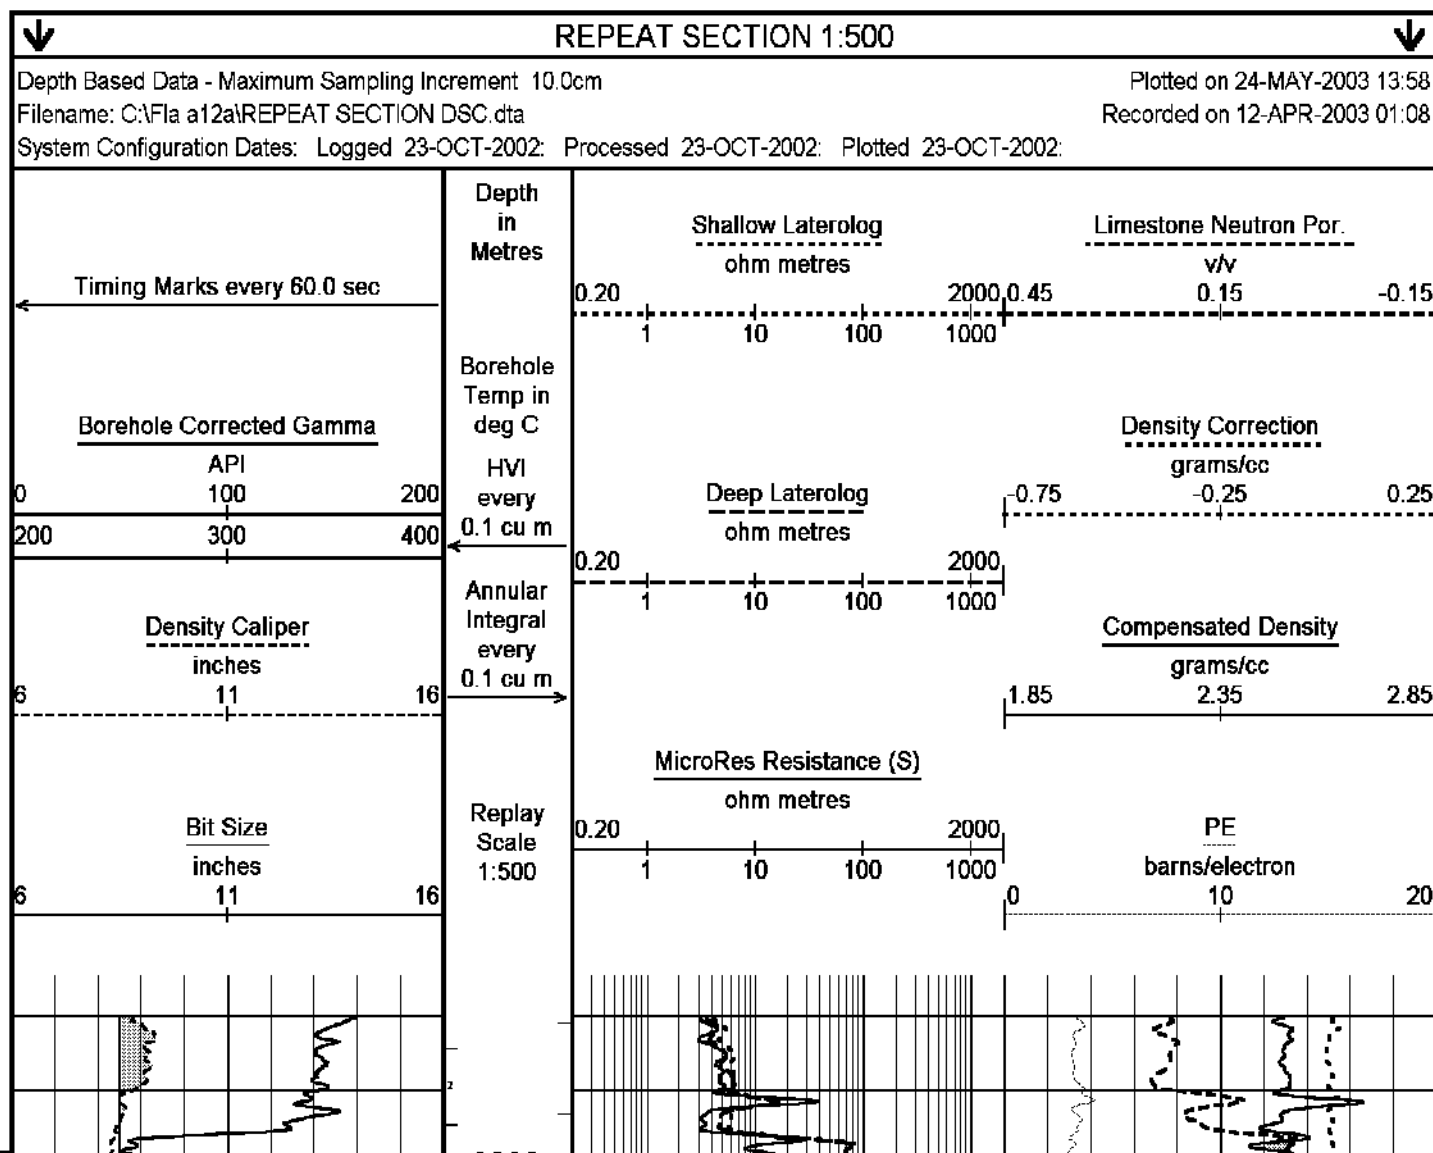 REPEAT SECTION 1:500
Depth Based Data - Maximum Sampling Increment 10.0cm
Plotted on 24-MAY-2003 13:58
Filename: C:\Fla a12a\REPEAT SECTION DSC.dta
Recorded on 12-APR-2003 01:08
System Configuration Dates: Logged 23-OCT-2002: Processed 23-OCT-2002: Plotted 23-OCT-2002:
Timing Marks every 60.0 sec
Borehole Corrected Gamma
API
0 100 200
200 300 400
Density Caliper
inches
6 11 16
Bit Size
inches
6 11 16
Depth
in
Metres
Borehole
Temp in
deg C
HVI
every
0.1 cu m
Annular
Integral
every
0.1 cu m
Replay
Scale
1:500
2
Shallow Laterolog
ohm metres
0.20 2000
1 10 100 1000
Deep Laterolog
ohm metres
0.20 2000
1 10 100 1000
MicroRes Resistance (S)
ohm metres
0.20 2000
1 10 100 1000
Limestone Neutron Por.
v/v
0.45 0.15 -0.15
Density Correction
grams/cc
-0.75 -0.25 0.25
Compensated Density
grams/cc
1.85 2.35 2.85
PE
barns/electron
0 10 20